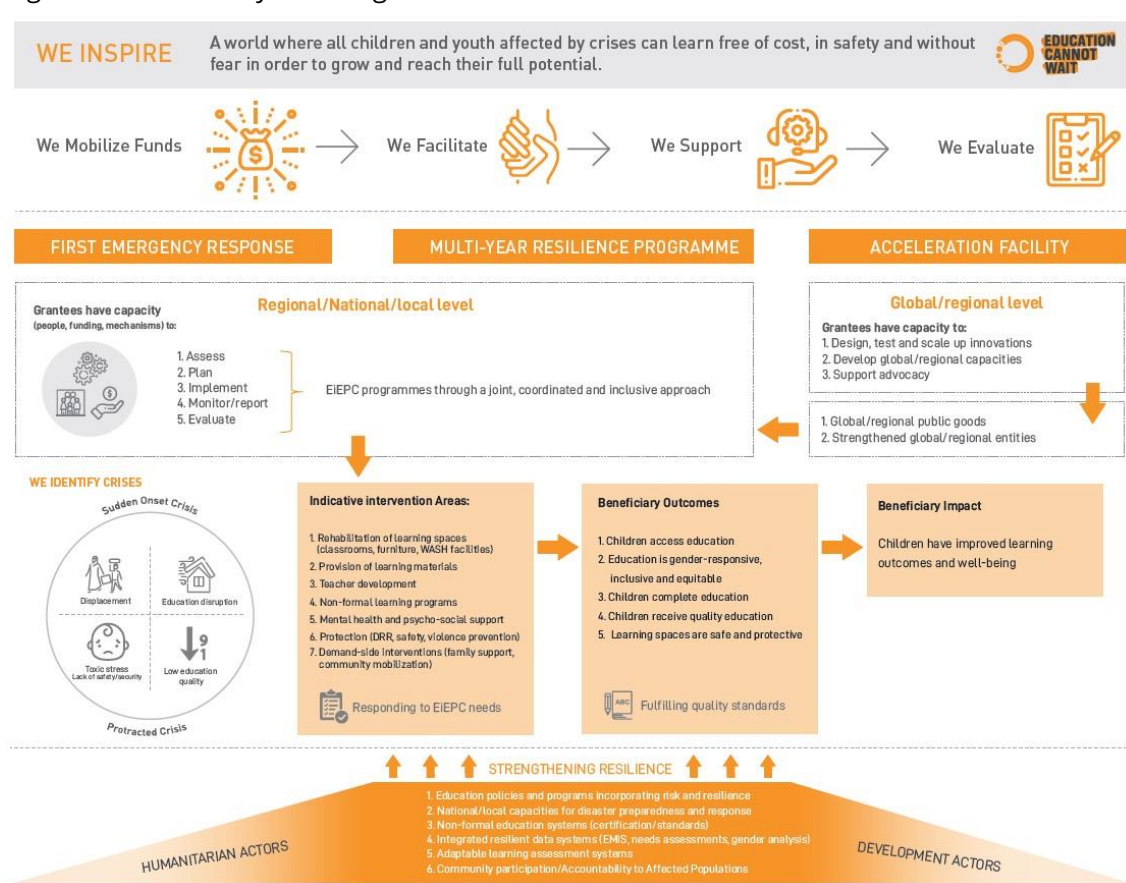 WE INSPIRE
A world where all children and youth affected by crises can learn free of cost, in safety and without
fear in order to grow and reach their full potential.
EDUCATION
CANNOT
WAIT
We Mobilize Funds
We Facilitate
We Support
We Evaluate
FIRST EMERGENCY RESPONSE
MULTI-YEAR RESILIENCE PROGRAMME
ACCELERATION FACILITY
Regional/National/local level
Grantees have capacity
(people, funding, mechanisms) to:
1. Assess
2. Plan
3. Implement
4. Monitor/report
5. Evaluate
EiEPC programmes through a joint, coordinated and inclusive approach
Global/regional level
Grantees have capacity to:
1. Design, test and scale up innovations
2. Develop global/regional capacities
3. Support advocacy
1. Global/regional public goods
2. Strengthened global/regional entities
WE IDENTIFY CRISES
Sudden Onset Crisis
Displacement
Education disruption
Toxic stress
Lack of safety/security
9
1
Low education
quality
Protracted Crisis
Indicative intervention Areas:
1. Rehabilitation of learning spaces
(classrooms, furniture, WASH facilities)
2. Provision of learning materials
3. Teacher development
4. Non-formal learning programs
5. Mental health and psycho-social support
6. Protection (DRR, safety, violence prevention)
7. Demand-side interventions (family support,
community mobilization)
Responding to EiEPC needs
Beneficiary Outcomes
1. Children access education
2. Education is gender-responsive,
inclusive and equitable
3. Children complete education
4. Children receive quality education
5. Learning spaces are safe and protective
ABC
Fulfilling quality standards
Beneficiary Impact
Children have improved learning
outcomes and well-being
STRENGTHENING RESILIENCE
1. Education policies and programs incorporating risk and resilience
2. National/local capacities for disaster preparedness and response
3. Non-formal education systems (certification/standards)
4. Integrated resilient data systems (EMIS, needs assessments, gender analysis)
5. Adaptable learning assessment systems
6. Community participation/Accountability to Affected Populations
HUMANITARIAN ACTORS
DEVELOPMENT ACTORS